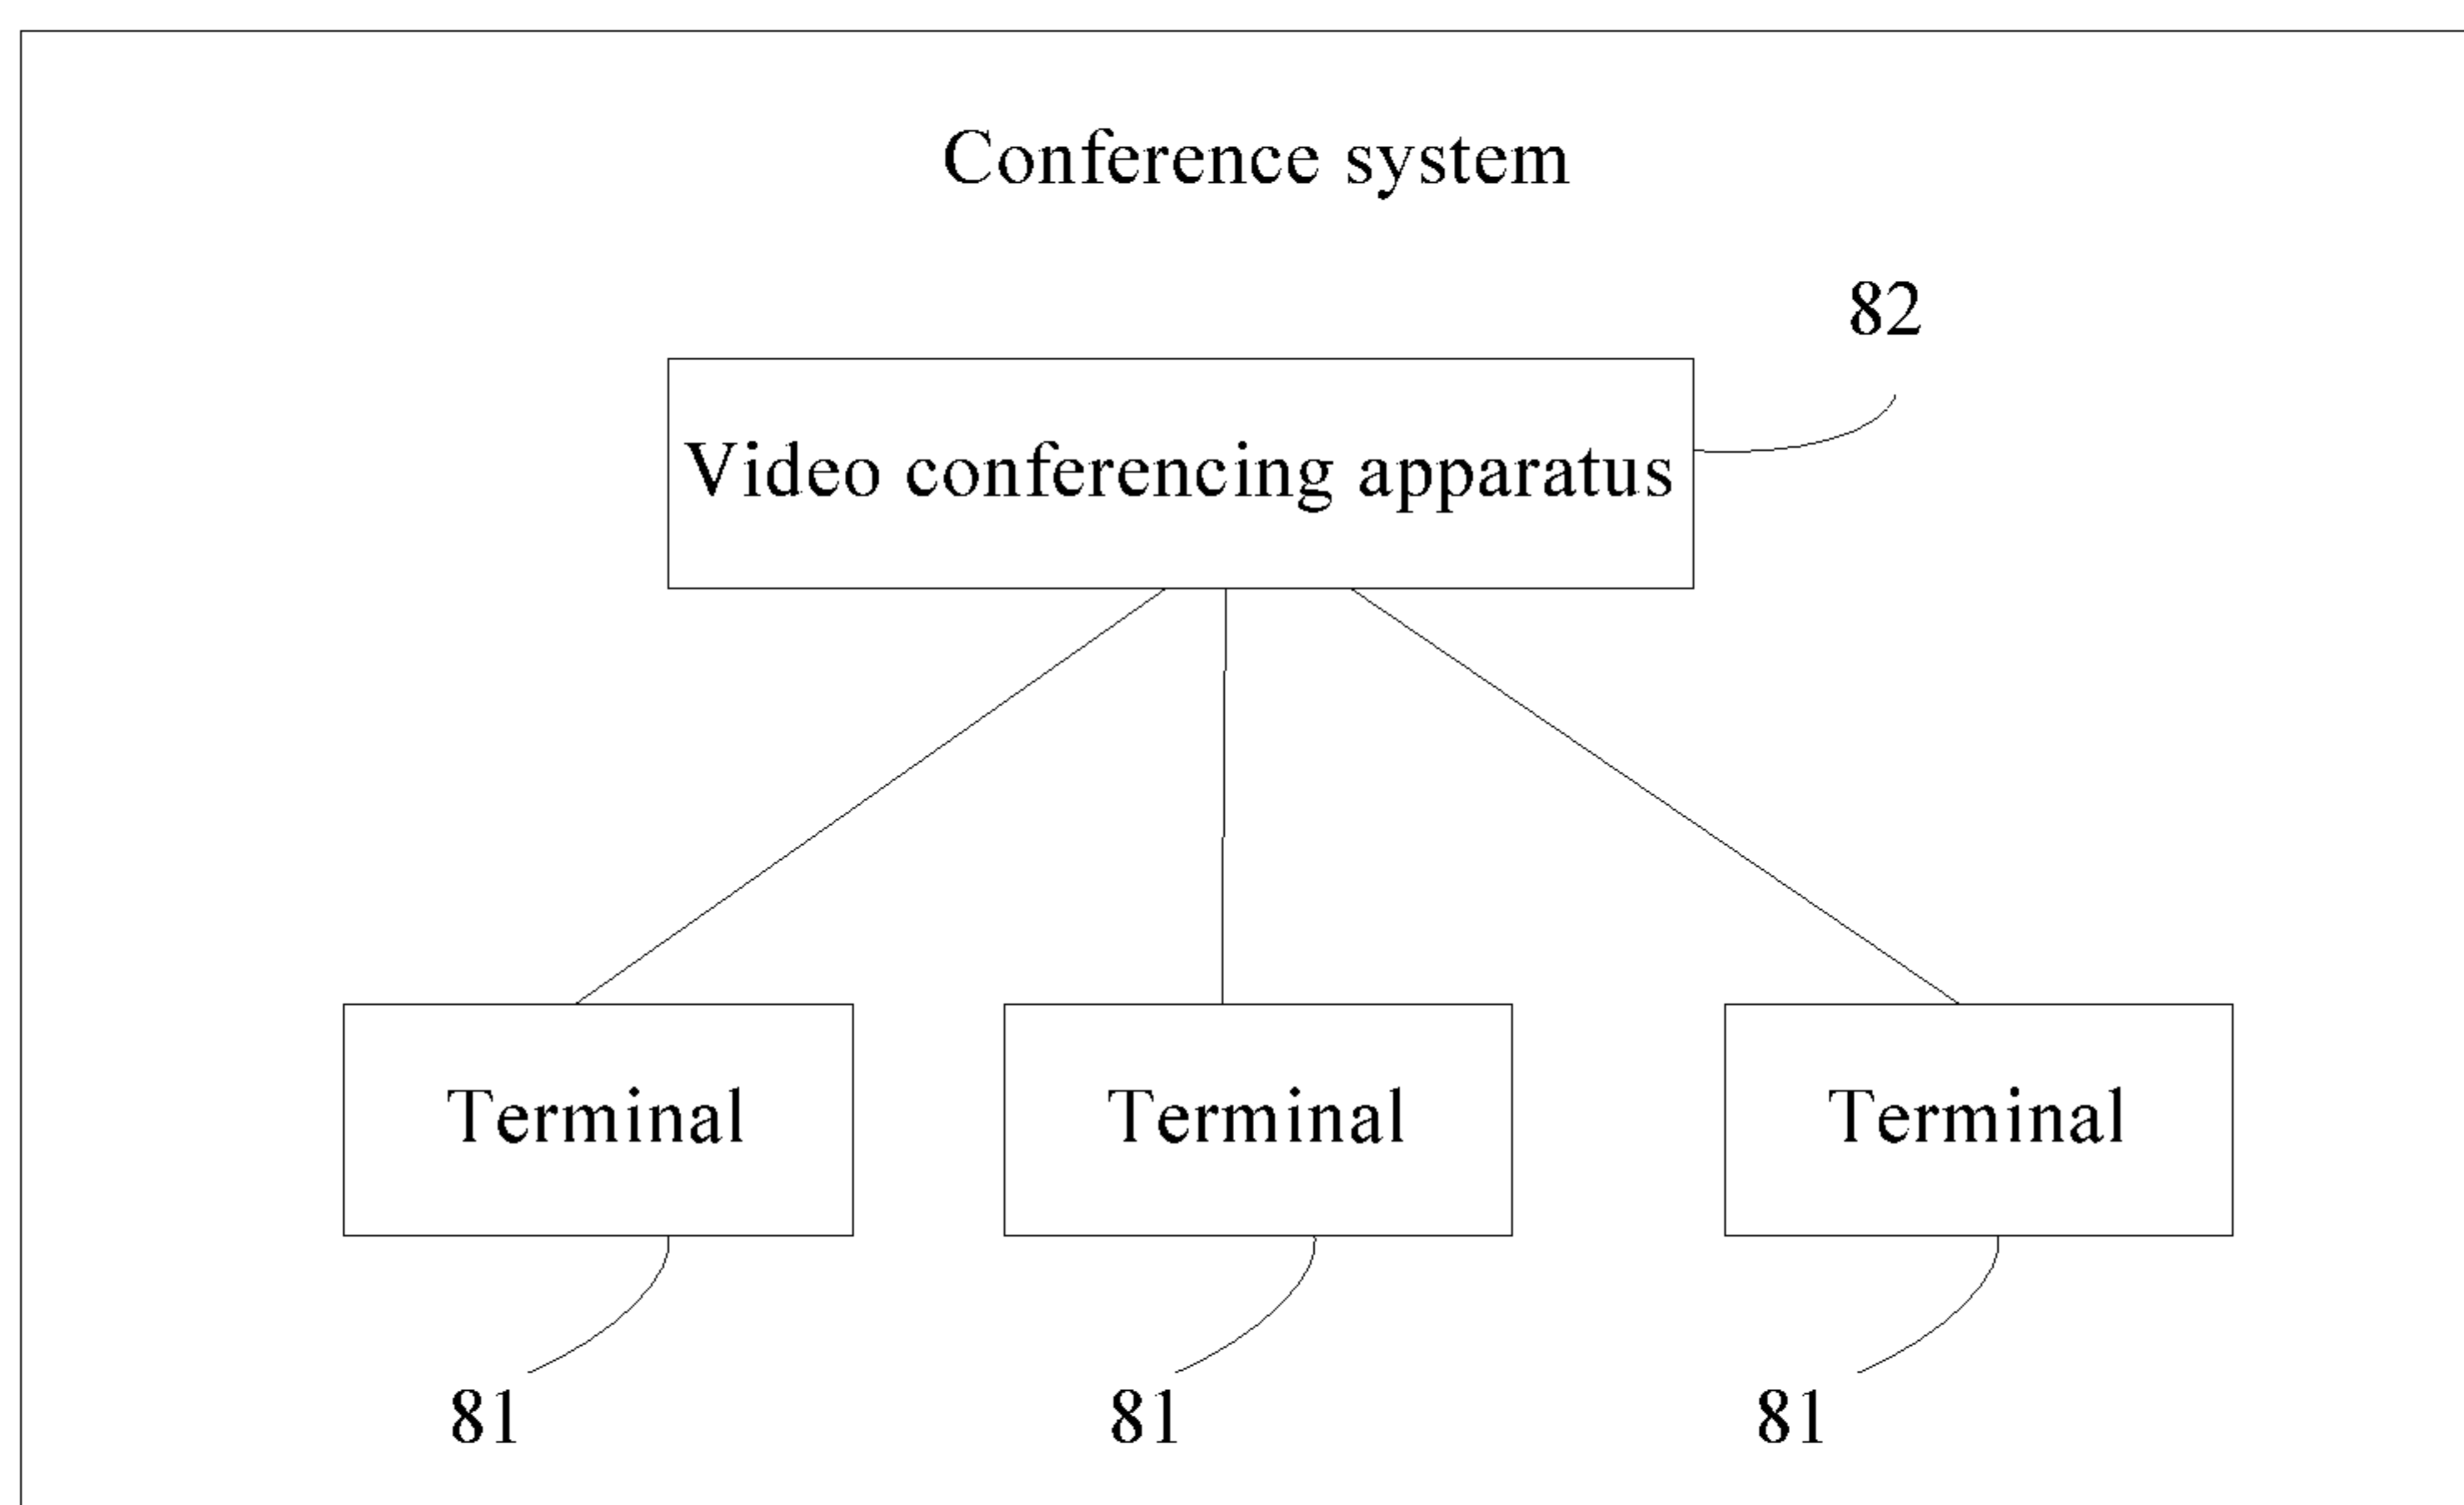 Conference system
82
Video conferencing apparatus
Terminal Terminal Terminal
81 81 81